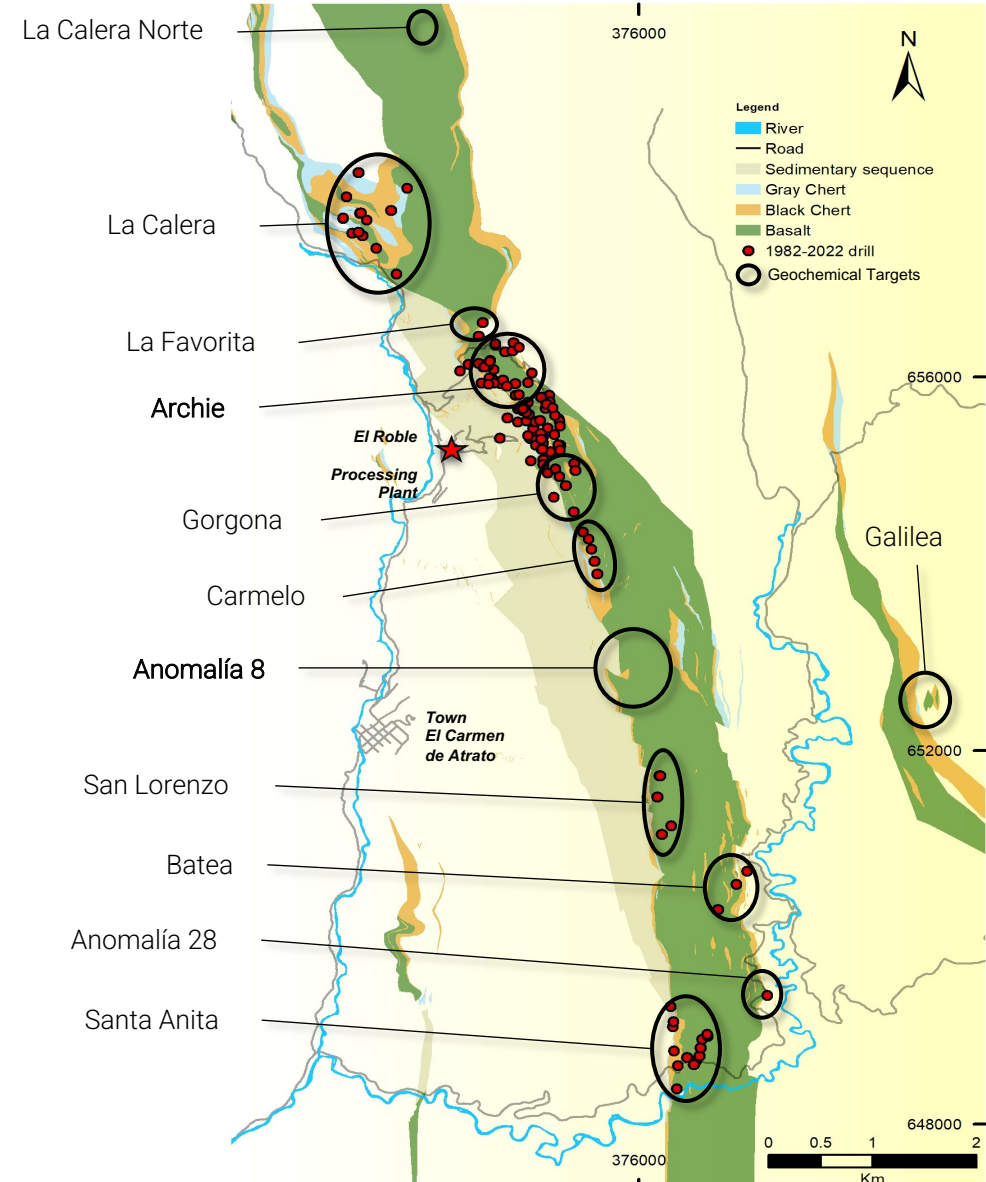 La Calera Norte
376000
N
Legend
River
Road
Sedimentary sequence
Gray Chert
Black Chert
Basalt
1982-2022 drill
Geochemical Targets
La Calera
La Favorita
656000
Archie
El Roble
Processing
Plant
Gorgona
Galilea
Carmelo
Anomalía 8
Town
El Carmen
de Atrato
652000
San Lorenzo
Batea
Anomalía 28
Santa Anita
648000
376000
0 0.5 1 2
Km